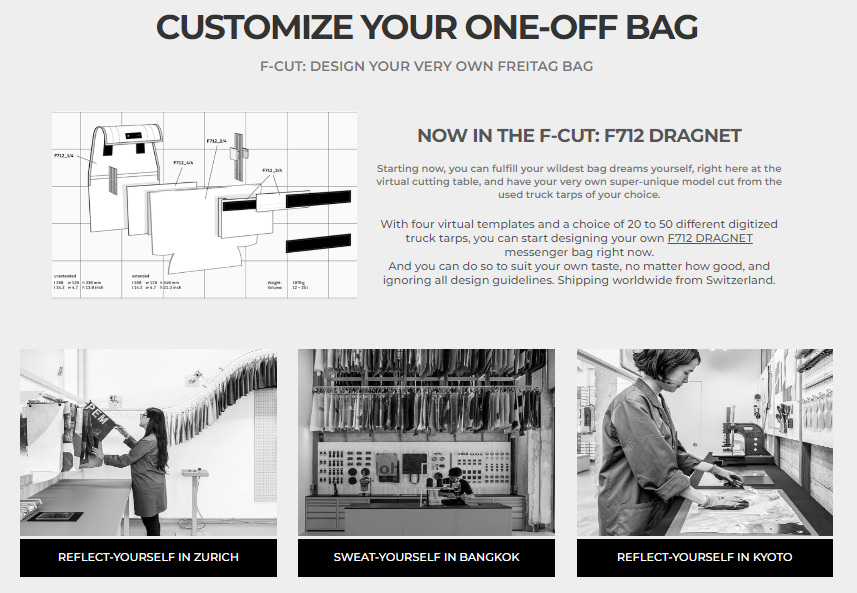 CUSTOMIZE YOUR ONE-OFF BAG
F-CUT: DESIGN YOUR VERY OWN FREITAG BAG
F712_1/4
F712_2/4
F712_3/4
NOW IN THE F-CUT: F712 DRAGNET
Starting now, you can fulfill your wildest bag dreams yourself, right here at the
virtual cutting table, and have your very own super-unique model cut from the
used truck tarps of your choice.
With four virtual templates and a choice of 20 to 50 different digitized
truck tarps, you can start designing your own F712 DRAGNET
messenger bag right now.
And you can do so to suit your own taste, no matter how good, and
ignoring all design guidelines. Shipping worldwide from Switzerland.
unextended
extended
Weight:
Volume:
PEM
REFLECT-YOURSELF IN ZURICH
SWEAT-YOURSELF IN BANGKOK
REFLECT-YOURSELF IN KYOTO